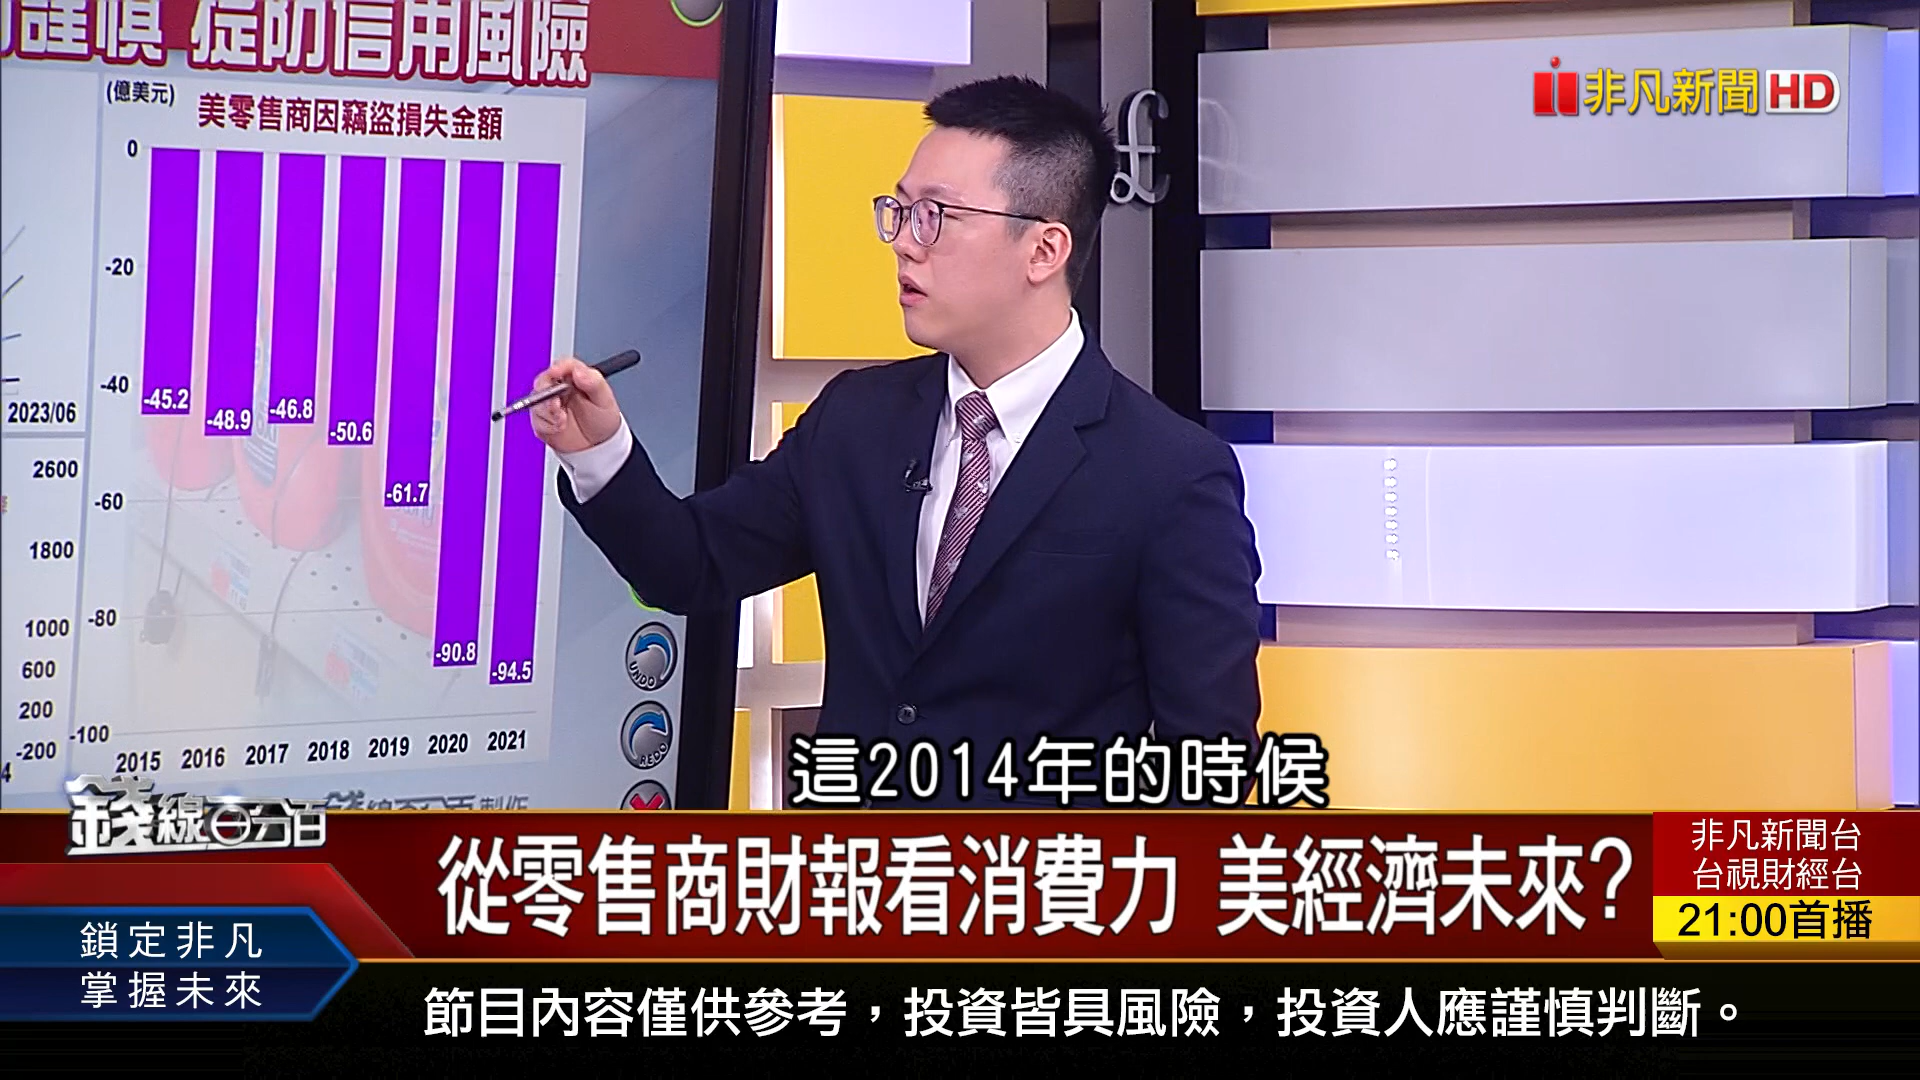 謹慎 提防信用風險
(億美元)
美零售商因竊盜損失金額
0
-20
-40
-60
-80
-100
-45.2
-48.9
-46.8
-50.6
-61.7
-90.8
-94.5
2015 2016 2017 2018 2019 2020 2021
2023/06
2600
1800
1000
600
200
-200
4
UNDO
REDO
£
非凡新聞HD
這2014年的時候
錢線百分百
從零售商財報看消費力 美經濟未來?
非凡新聞台
台視財經台
21:00首播
鎖定非凡
掌握未來
節目內容僅供參考，投資皆具風險，投資人應謹慎判斷。